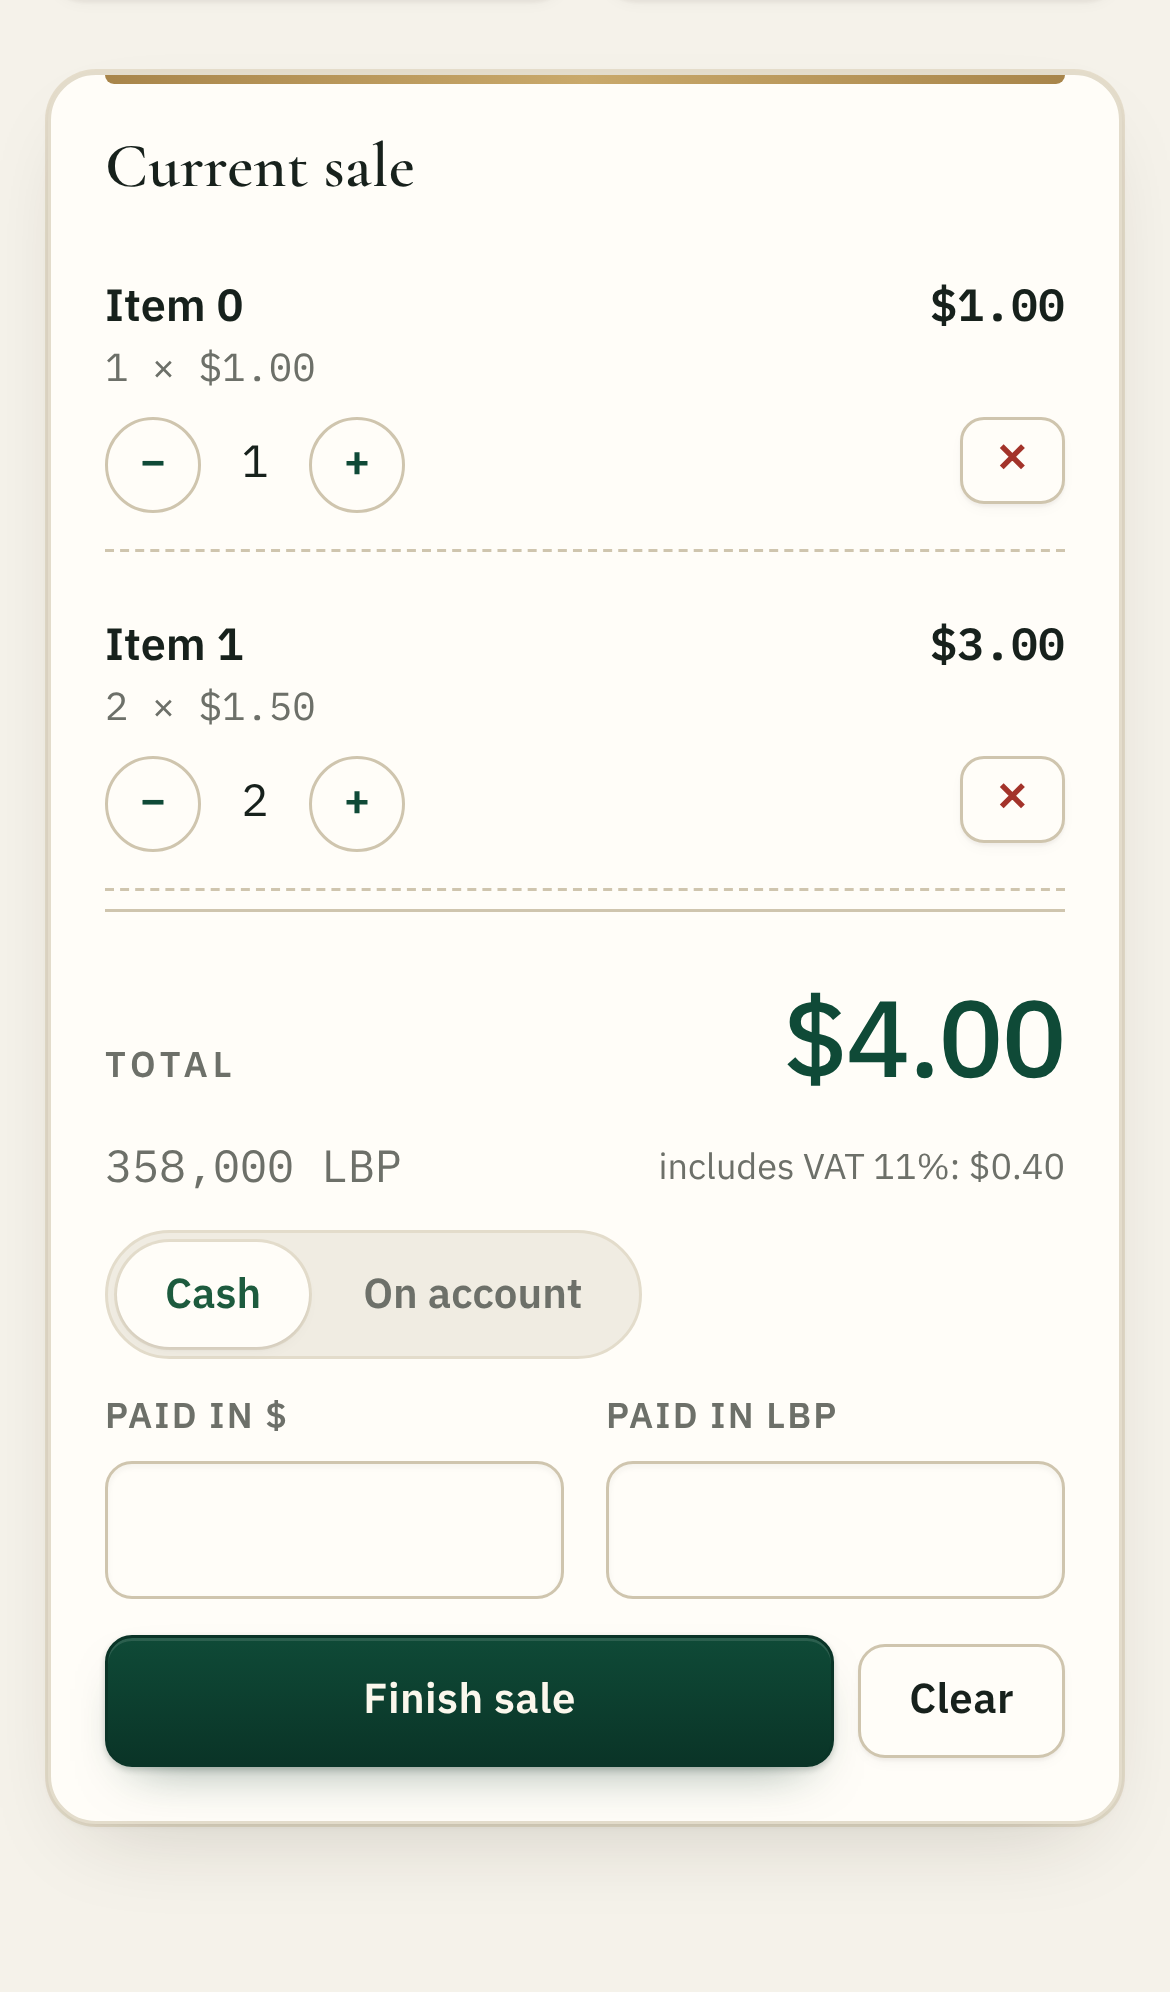 Current sale
Item 0 $1.00
1 × $1.00
− 1 + ×
Item 1 $3.00
2 × $1.50
− 2 + ×
TOTAL $4.00
358,000 LBP includes VAT 11%: $0.40
Cash On account
PAID IN $ PAID IN LBP
Finish sale Clear